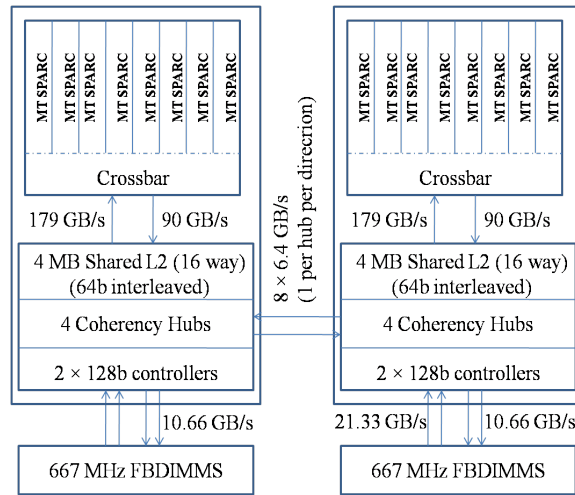 MT SPARC
MT SPARC
MT SPARC
MT SPARC
MT SPARC
MT SPARC
MT SPARC
MT SPARC
Crossbar
179 GB/s
90 GB/s
4 MB Shared L2 (16 way)
(64b interleaved)
4 Coherency Hubs
2 × 128b controllers
10.66 GB/s
667 MHz FBDIMMS
8 × 6.4 GB/s
(1 per hub per direction)
MT SPARC
MT SPARC
MT SPARC
MT SPARC
MT SPARC
MT SPARC
MT SPARC
MT SPARC
Crossbar
179 GB/s
90 GB/s
4 MB Shared L2 (16 way)
(64b interleaved)
4 Coherency Hubs
2 × 128b controllers
21.33 GB/s
10.66 GB/s
667 MHz FBDIMMS